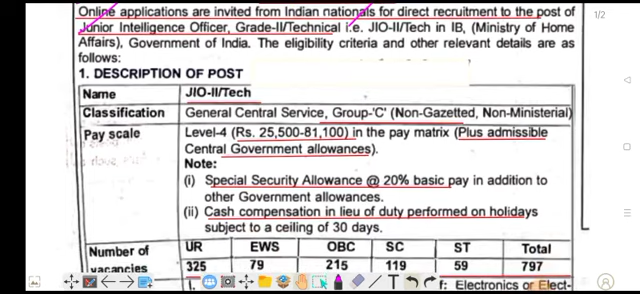 Online applications are invited from Indian nationals for direct recruitment to the post of
Junior Intelligence Officer, Grade-II/Technical i.e. JIO-II/Tech in IB, (Ministry of Home
Affairs), Government of India. The eligibility criteria and other relevant details are as
follows:
1. DESCRIPTION OF POST
Name JIO-II/Tech
Classification General Central Service, Group-'C' (Non-Gazetted, Non-Ministerial)
Pay scale Level-4 (Rs. 25,500-81,100) in the pay matrix (Plus admissible
Central Government allowances).
Note:
(i) Special Security Allowance @ 20% basic pay in addition to
other Government allowances.
(ii) Cash compensation in lieu of duty performed on holidays
subject to a ceiling of 30 days.
Number of vacancies UR EWS OBC SC ST Total
325 79 215 119 59 797
f: Electronics or Elect-
1/2